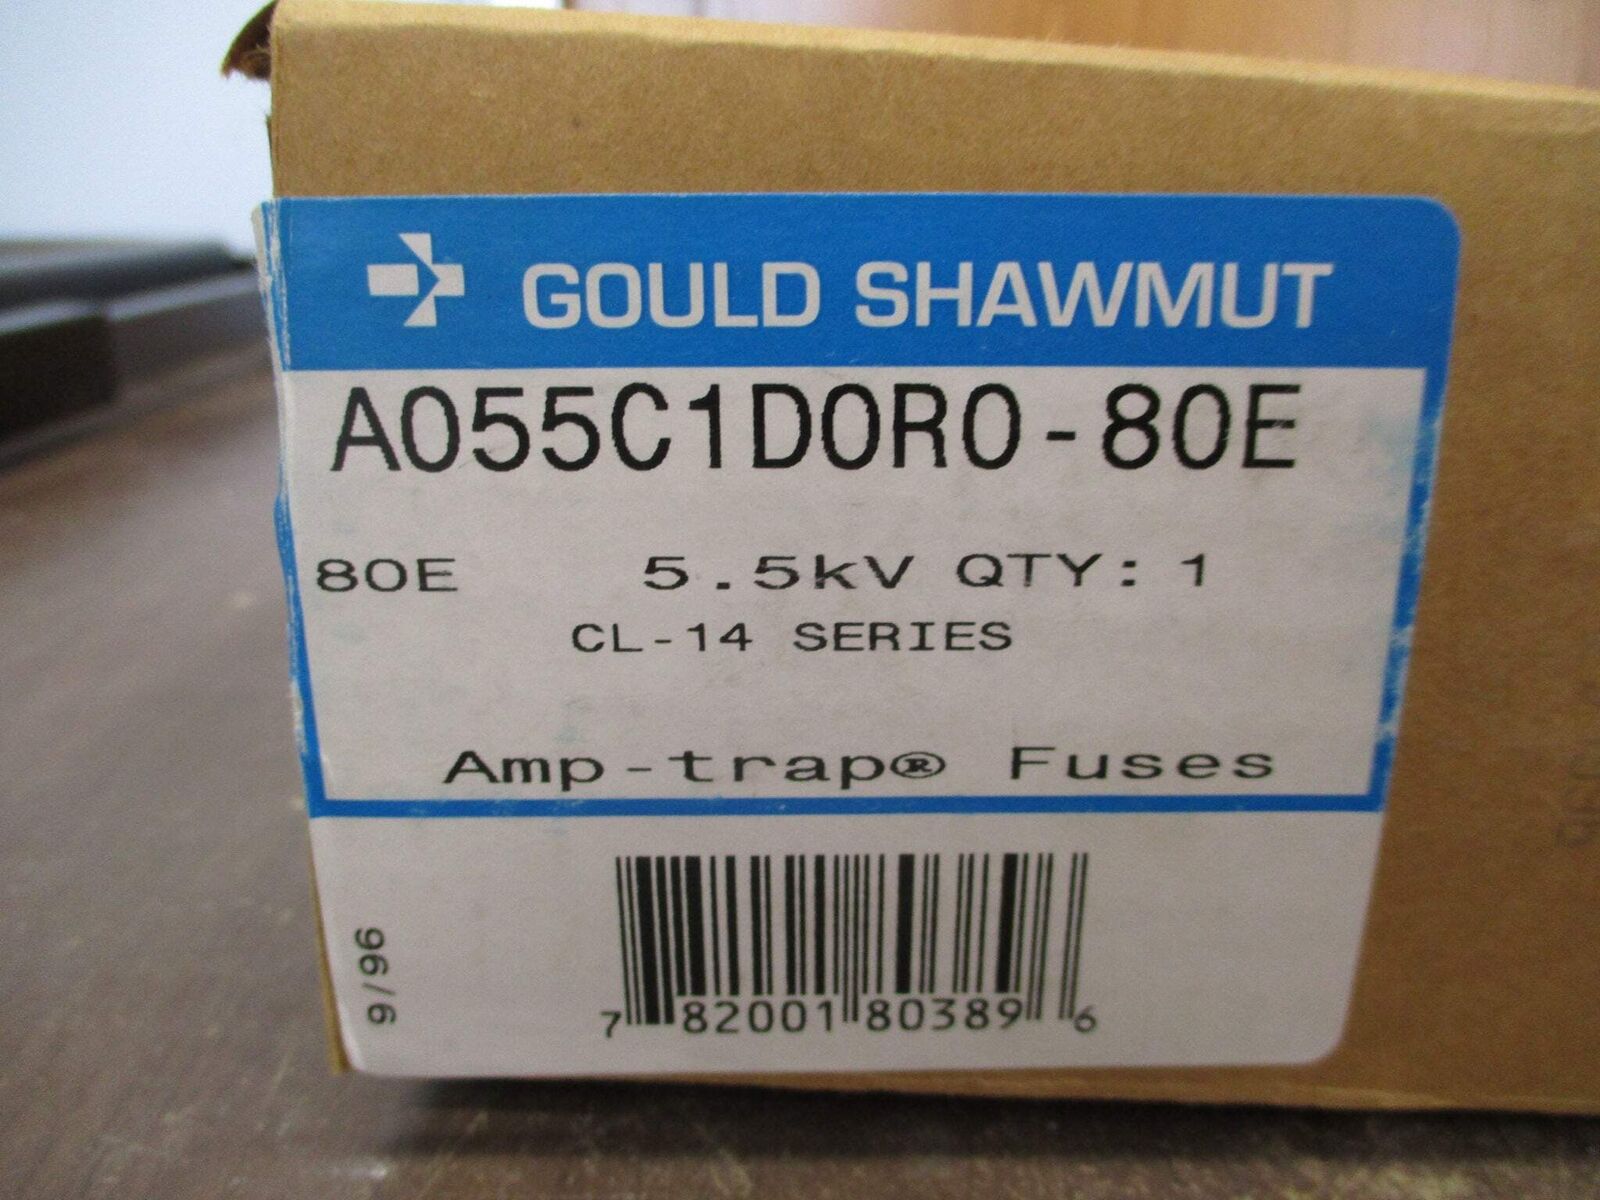 GOULD SHAWMUT
A055C1D0R0-80E
80E 5.5kV QTY: 1
CL-14 SERIES
Amp-trap® Fuses
9/96
7 82001 80389 6